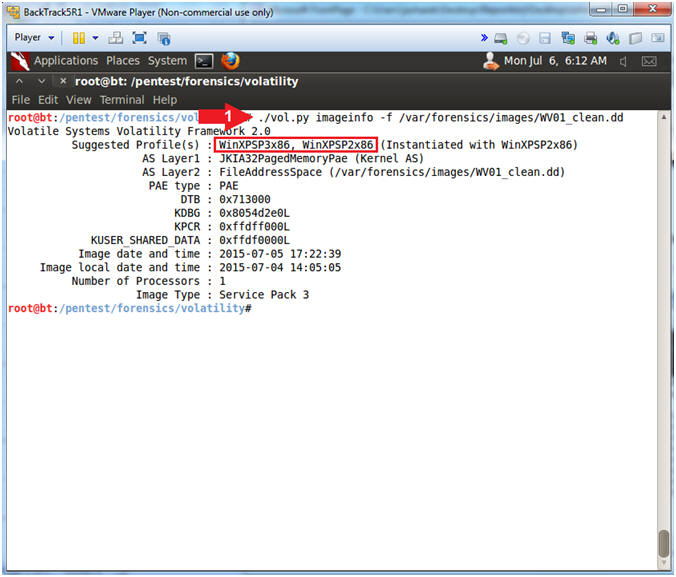 BackTrack5R1 - VMware Player (Non-commercial use only)
Player
Applications Places System
Mon Jul 6, 6:12 AM
root@bt: /pentest/forensics/volatility
File Edit View Terminal Help
root@bt:/pentest/forensics/vol 1 ./vol.py imageinfo -f /var/forensics/images/WV01_clean.dd
Volatile Systems Volatility Framework 2.0
Suggested Profile(s) : WinXPSP3x86, WinXPSP2x86 (Instantiated with WinXPSP2x86)
AS Layer1 : JKIA32PagedMemoryPae (Kernel AS)
AS Layer2 : FileAddressSpace (/var/forensics/images/WV01_clean.dd)
PAE type : PAE
DTB : 0x713000
KDBG : 0x8054d2e0L
KPCR : 0xffdff000L
KUSER_SHARED_DATA : 0xffdf0000L
Image date and time : 2015-07-05 17:22:39
Image local date and time : 2015-07-04 14:05:05
Number of Processors : 1
Image Type : Service Pack 3
root@bt:/pentest/forensics/volatility#